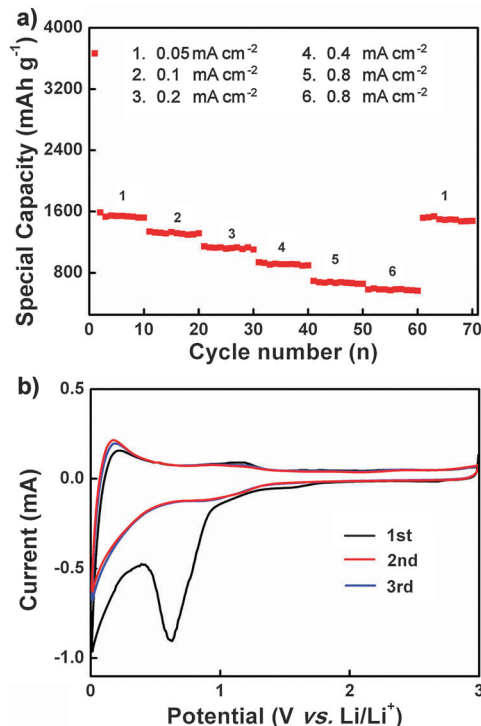 a)
1. 0.05 mA cm⁻² 4. 0.4 mA cm⁻²
2. 0.1 mA cm⁻² 5. 0.8 mA cm⁻²
3. 0.2 mA cm⁻² 6. 0.8 mA cm⁻²
Special Capacity (mAh g⁻¹)
4000
3200
2400
1600
800
1
2
3
4
5
6
1
0 10 20 30 40 50 60 70
Cycle number (n)
b)
Current (mA)
0.5
0.0
-0.5
-1.0
1st
2nd
3rd
0 1 2 3
Potential (V vs. Li/Li⁺)